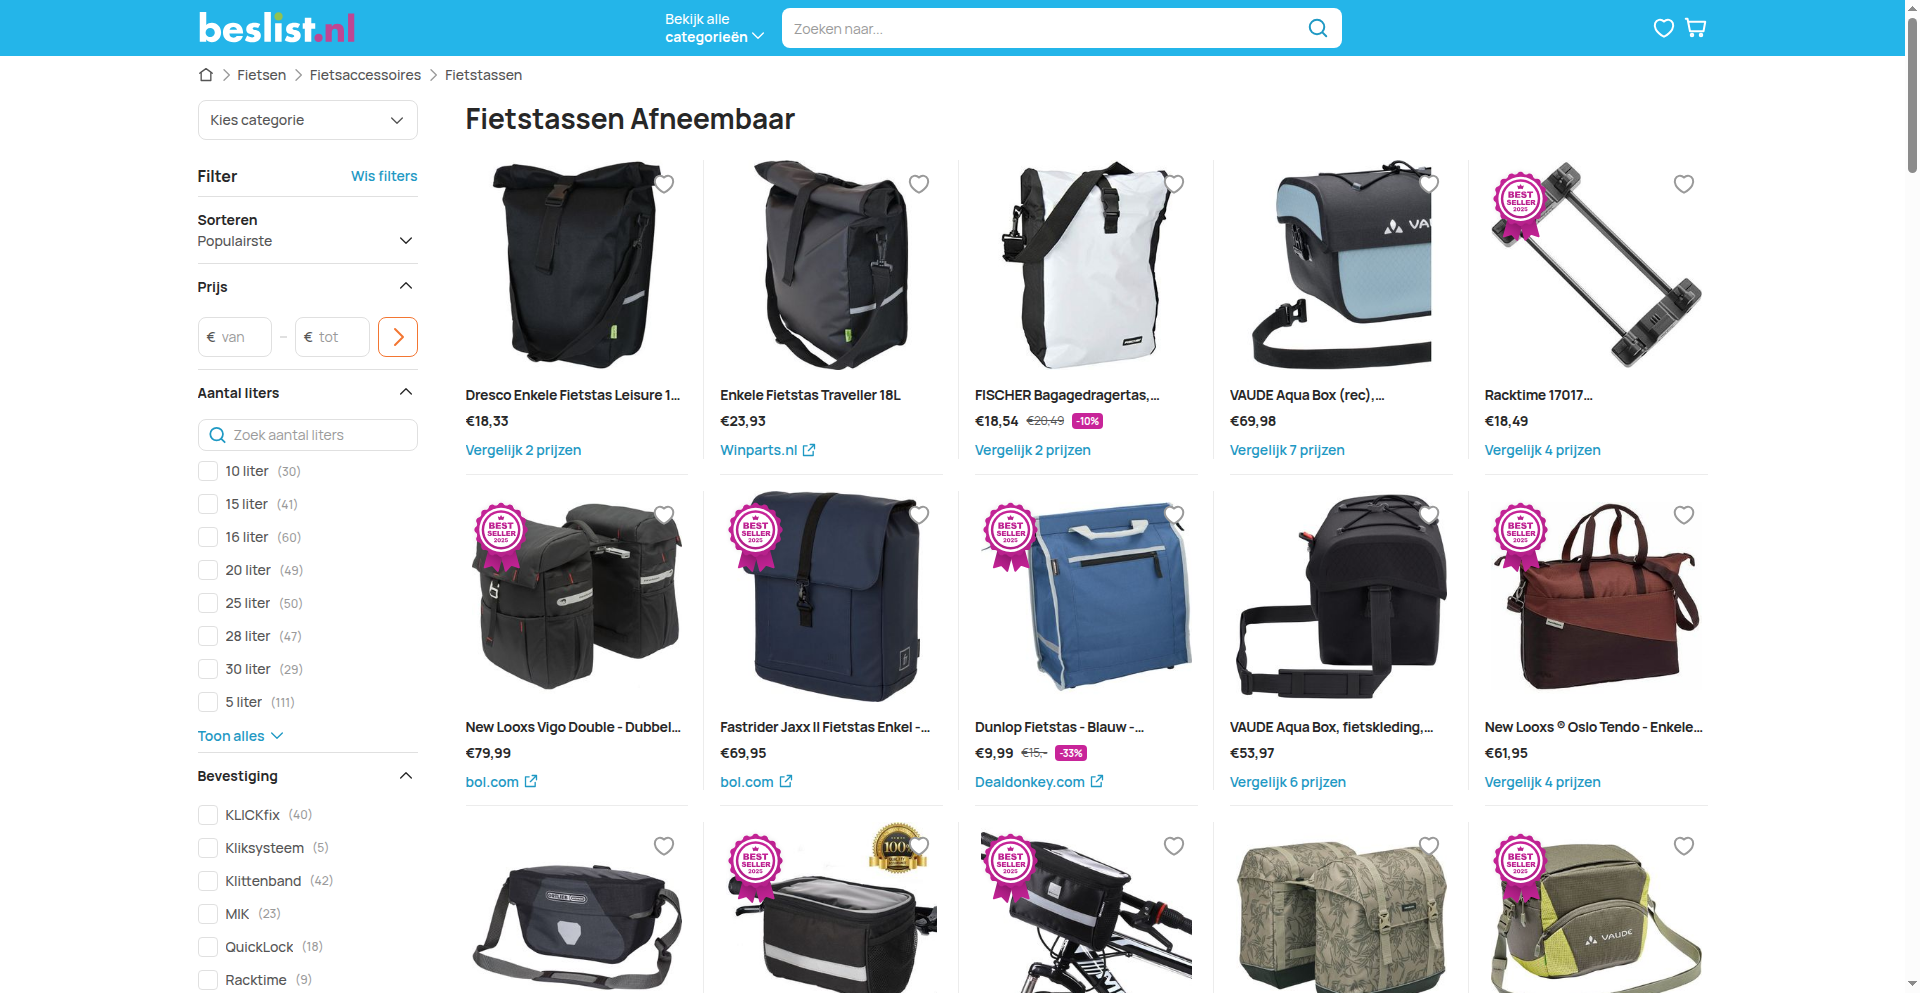 beslist.nl
Bekijk alle
categorieën
Zoeken naar...
Fietsen
Fietsaccessoires
Fietstassen
Kies categorie
Fietstassen Afneembaar
Filter
Wis filters
Sorteren
Populairste
Prijs
€ van
–
€ tot
Aantal liters
Zoek aantal liters
10 liter (30)
15 liter (41)
16 liter (60)
20 liter (49)
25 liter (50)
28 liter (47)
30 liter (29)
5 liter (111)
Toon alles
Bevestiging
KLICKfix (40)
Kliksysteem (5)
Klittenband (42)
MIK (23)
QuickLock (18)
Racktime (9)
Dresco Enkele Fietstas Leisure 1...
€18,33
Vergelijk 2 prijzen
Enkele Fietstas Traveller 18L
€23,93
Winparts.nl
FISCHER Bagagedragertas,...
€18,54 €20,49 -10%
Vergelijk 2 prijzen
VAUDE Aqua Box (rec),...
€69,98
Vergelijk 7 prijzen
BEST
SELLER
2025
Racktime 17017...
€18,49
Vergelijk 4 prijzen
BEST
SELLER
2025
New Looxs Vigo Double - Dubbel...
€79,99
bol.com
BEST
SELLER
2025
Fastrider Jaxx II Fietstas Enkel -...
€69,95
bol.com
BEST
SELLER
2025
Dunlop Fietstas - Blauw -...
€9,99 €15,- -33%
Dealdonkey.com
VAUDE Aqua Box, fietskleding,...
€53,97
Vergelijk 6 prijzen
BEST
SELLER
2025
New Looxs ® Oslo Tendo - Enkele...
€61,95
Vergelijk 4 prijzen
BEST
SELLER
2025
100%
BEST
SELLER
2025
BEST
SELLER
2025
VAUDE